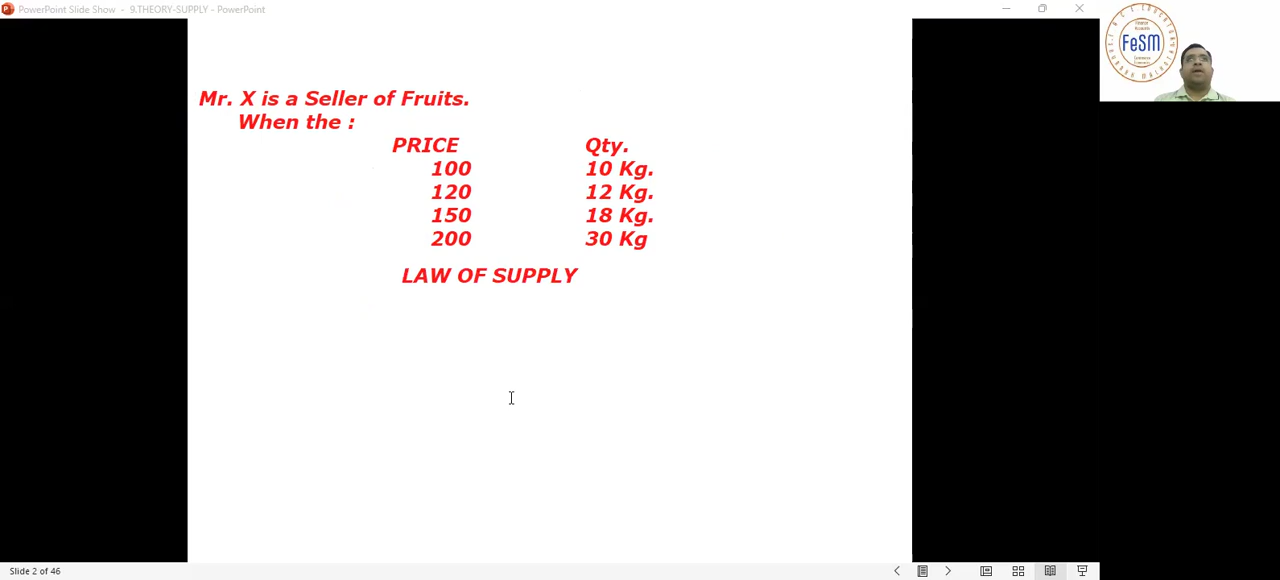 PowerPoint Slide Show - 9.THEORY-SUPPLY - PowerPoint
FeSM
Mr. X is a Seller of Fruits.
When the :
PRICE Qty.
100 10 Kg.
120 12 Kg.
150 18 Kg.
200 30 Kg
LAW OF SUPPLY
Slide 2 of 46